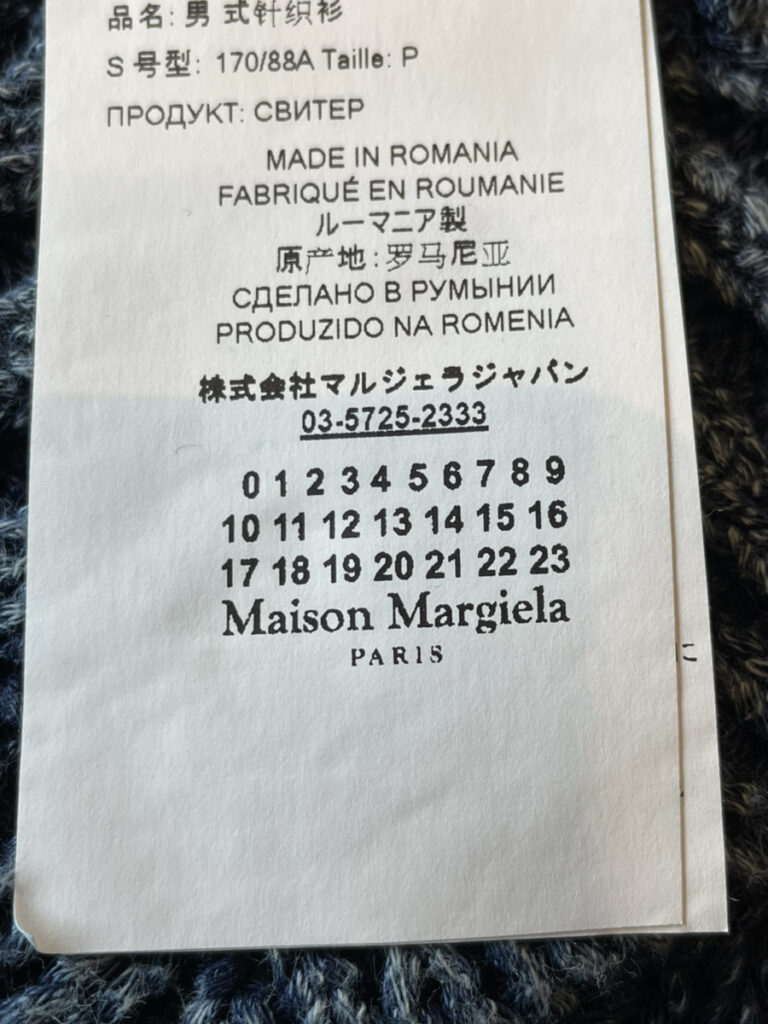 品名: 男 式针织衫
S 号型: 170/88A Taille: P
ПРОДУКТ: СВИТЕР
MADE IN ROMANIA
FABRIQUÉ EN ROUMANIE
ルーマニア製
原产地:罗马尼亚
СДЕЛАНО В РУМЫНИИ
PRODUZIDO NA ROMENIA
株式会社マルジェラジャパン
03-5725-2333
0 1 2 3 4 5 6 7 8 9
10 11 12 13 14 15 16
17 18 19 20 21 22 23
Maison Margiela
PARIS
に